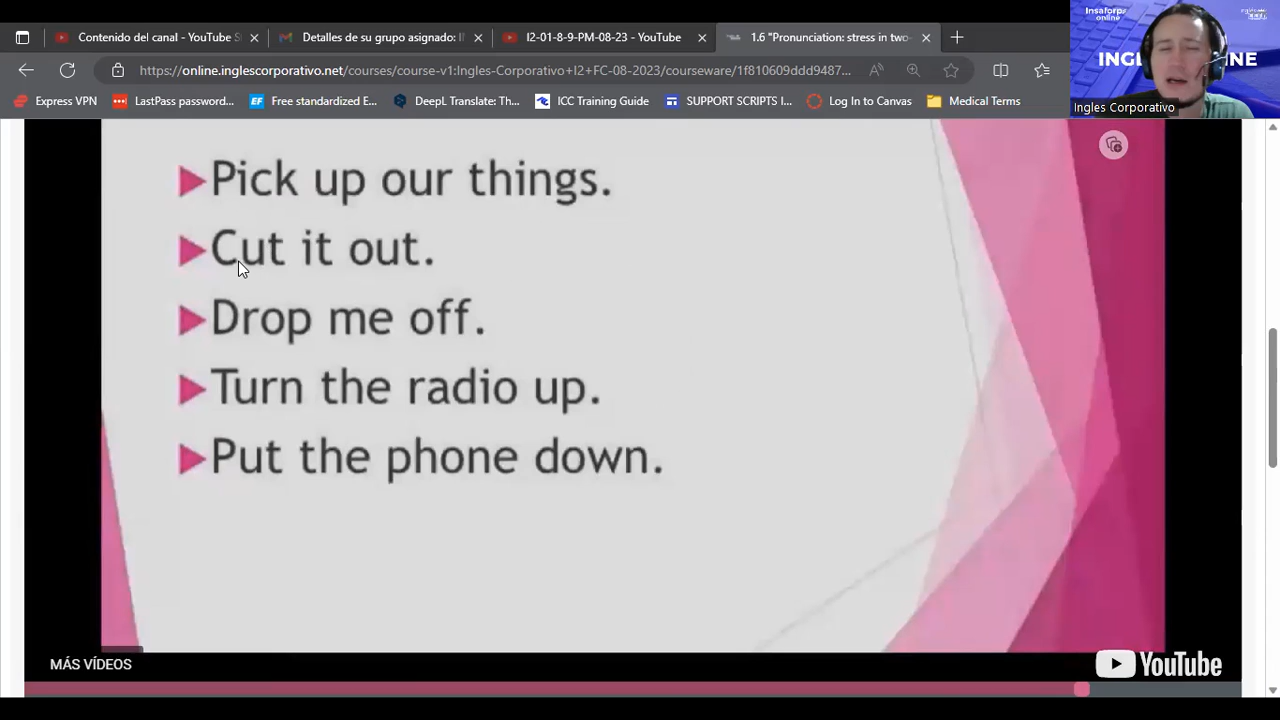 Contenido del canal - YouTube S
Detalles de su grupo asignado: I
I2-01-8-9-PM-08-23 - YouTube
1.6 "Pronunciation: stress in two-
https://online.inglescorporativo.net/courses/course-v1:Ingles-Corporativo+I2+FC-08-2023/courseware/1f810609ddd9487...
Express VPN
LastPass password...
Free standardized E...
DeepL Translate: Th...
ICC Training Guide
SUPPORT SCRIPTS I...
Log In to Canvas
Medical Terms
Insaforp
online
INGL
INE
Ingles Corporativo
Pick up our things.
Cut it out.
Drop me off.
Turn the radio up.
Put the phone down.
MÁS VÍDEOS
YouTube